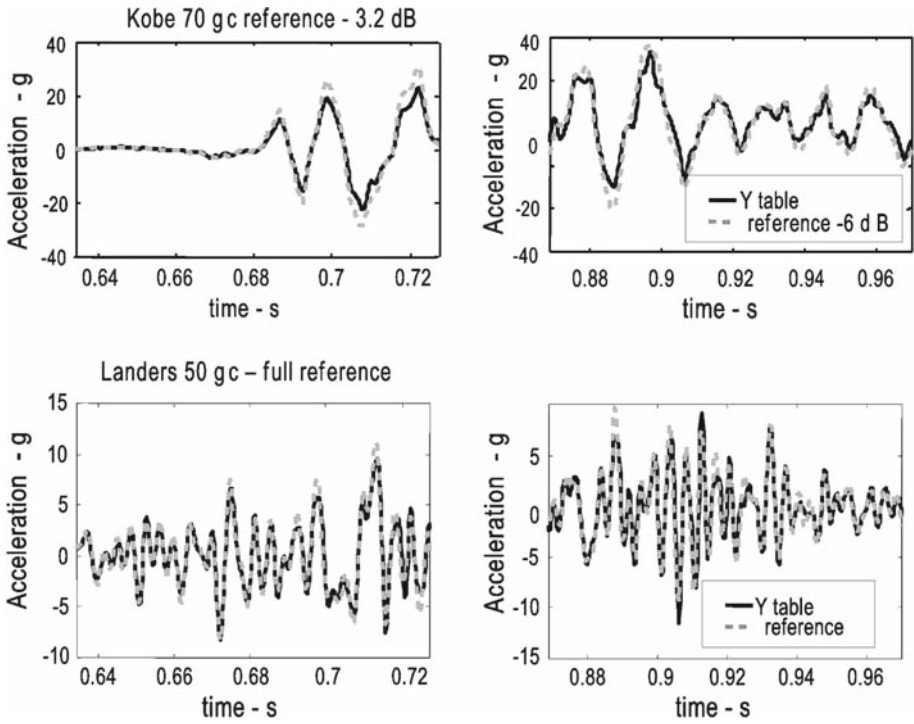 Kobe 70 gc reference - 3.2 dB
Acceleration - g
40
20
0
-20
-40
0.64
0.66
0.68
0.7
0.72
time - s
Acceleration - g
40
20
0
-20
-40
0.88
0.9
0.92
0.94
0.96
time - s
Y table
reference -6 d B
Landers 50 gc – full reference
Acceleration - g
15
10
5
0
-5
-10
0.64
0.66
0.68
0.7
0.72
time - s
Acceleration - g
5
0
-5
-10
-15
0.88
0.9
0.92
0.94
0.96
time - s
Y table
reference